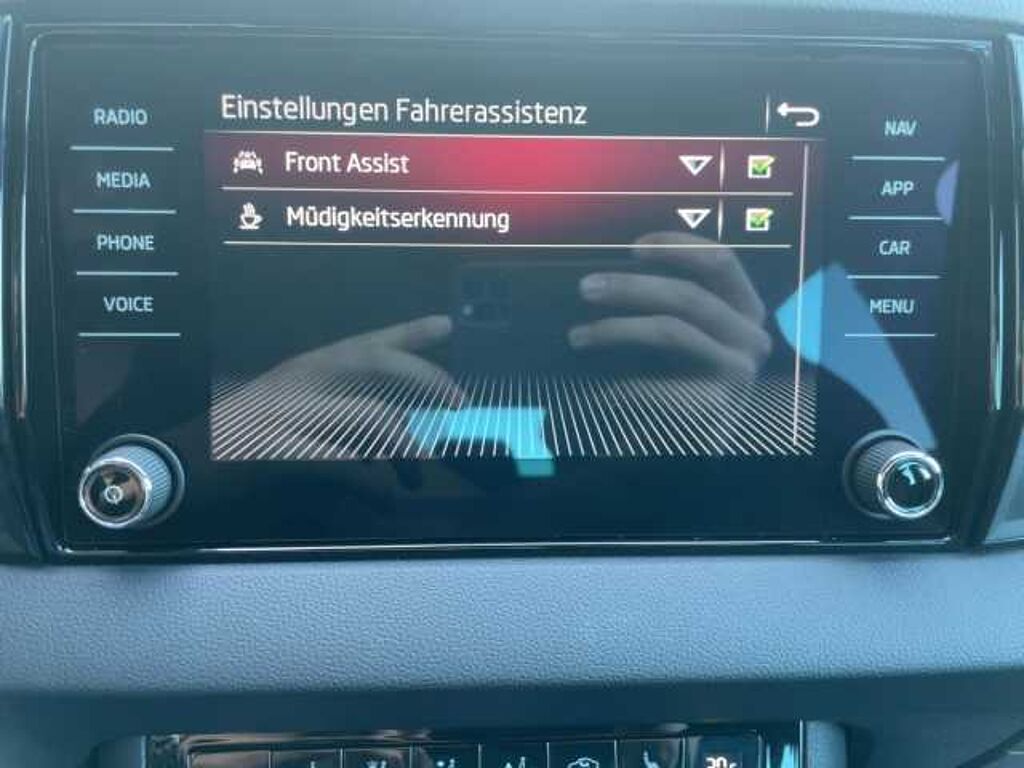 Einstellungen Fahrerassistenz
RADIO
MEDIA
PHONE
VOICE
Front Assist
Müdigkeitserkennung
NAV
APP
CAR
MENU